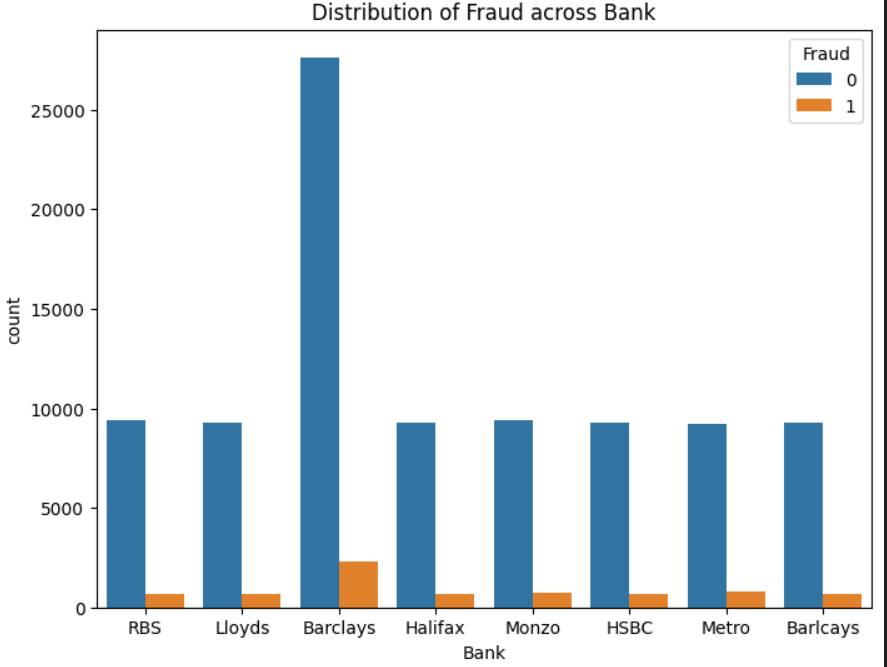 Distribution of Fraud across Bank
Fraud
0
1
25000
20000
15000
10000
5000
0
count
RBS Lloyds Barclays Halifax Monzo HSBC Metro Barlcays
Bank